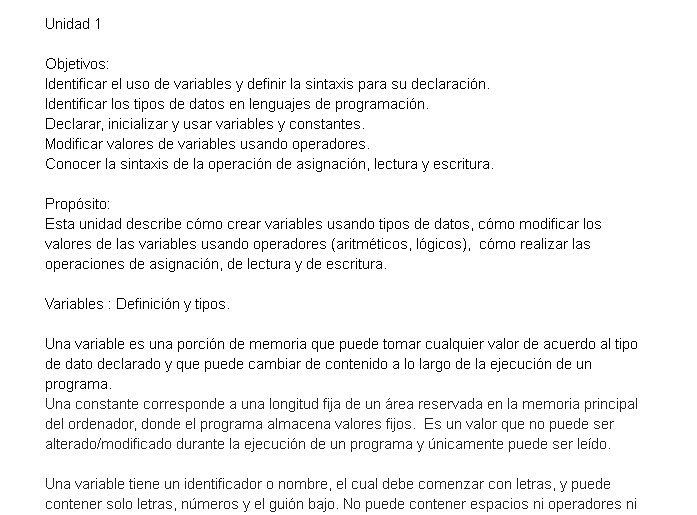 Unidad 1
Objetivos:
Identificar el uso de variables y definir la sintaxis para su declaración.
Identificar los tipos de datos en lenguajes de programación.
Declarar, inicializar y usar variables y constantes.
Modificar valores de variables usando operadores.
Conocer la sintaxis de la operación de asignación, lectura y escritura.
Propósito:
Esta unidad describe cómo crear variables usando tipos de datos, cómo modificar los
valores de las variables usando operadores (aritméticos, lógicos),  cómo realizar las
operaciones de asignación, de lectura y de escritura.
Variables : Definición y tipos.
Una variable es una porción de memoria que puede tomar cualquier valor de acuerdo al tipo
de dato declarado y que puede cambiar de contenido a lo largo de la ejecución de un
programa.
Una constante corresponde a una longitud fija de un área reservada en la memoria principal
del ordenador, donde el programa almacena valores fijos.  Es un valor que no puede ser
alterado/modificado durante la ejecución de un programa y únicamente puede ser leído.
Una variable tiene un identificador o nombre, el cual debe comenzar con letras, y puede
contener solo letras, números y el guión bajo. No puede contener espacios ni operadores ni